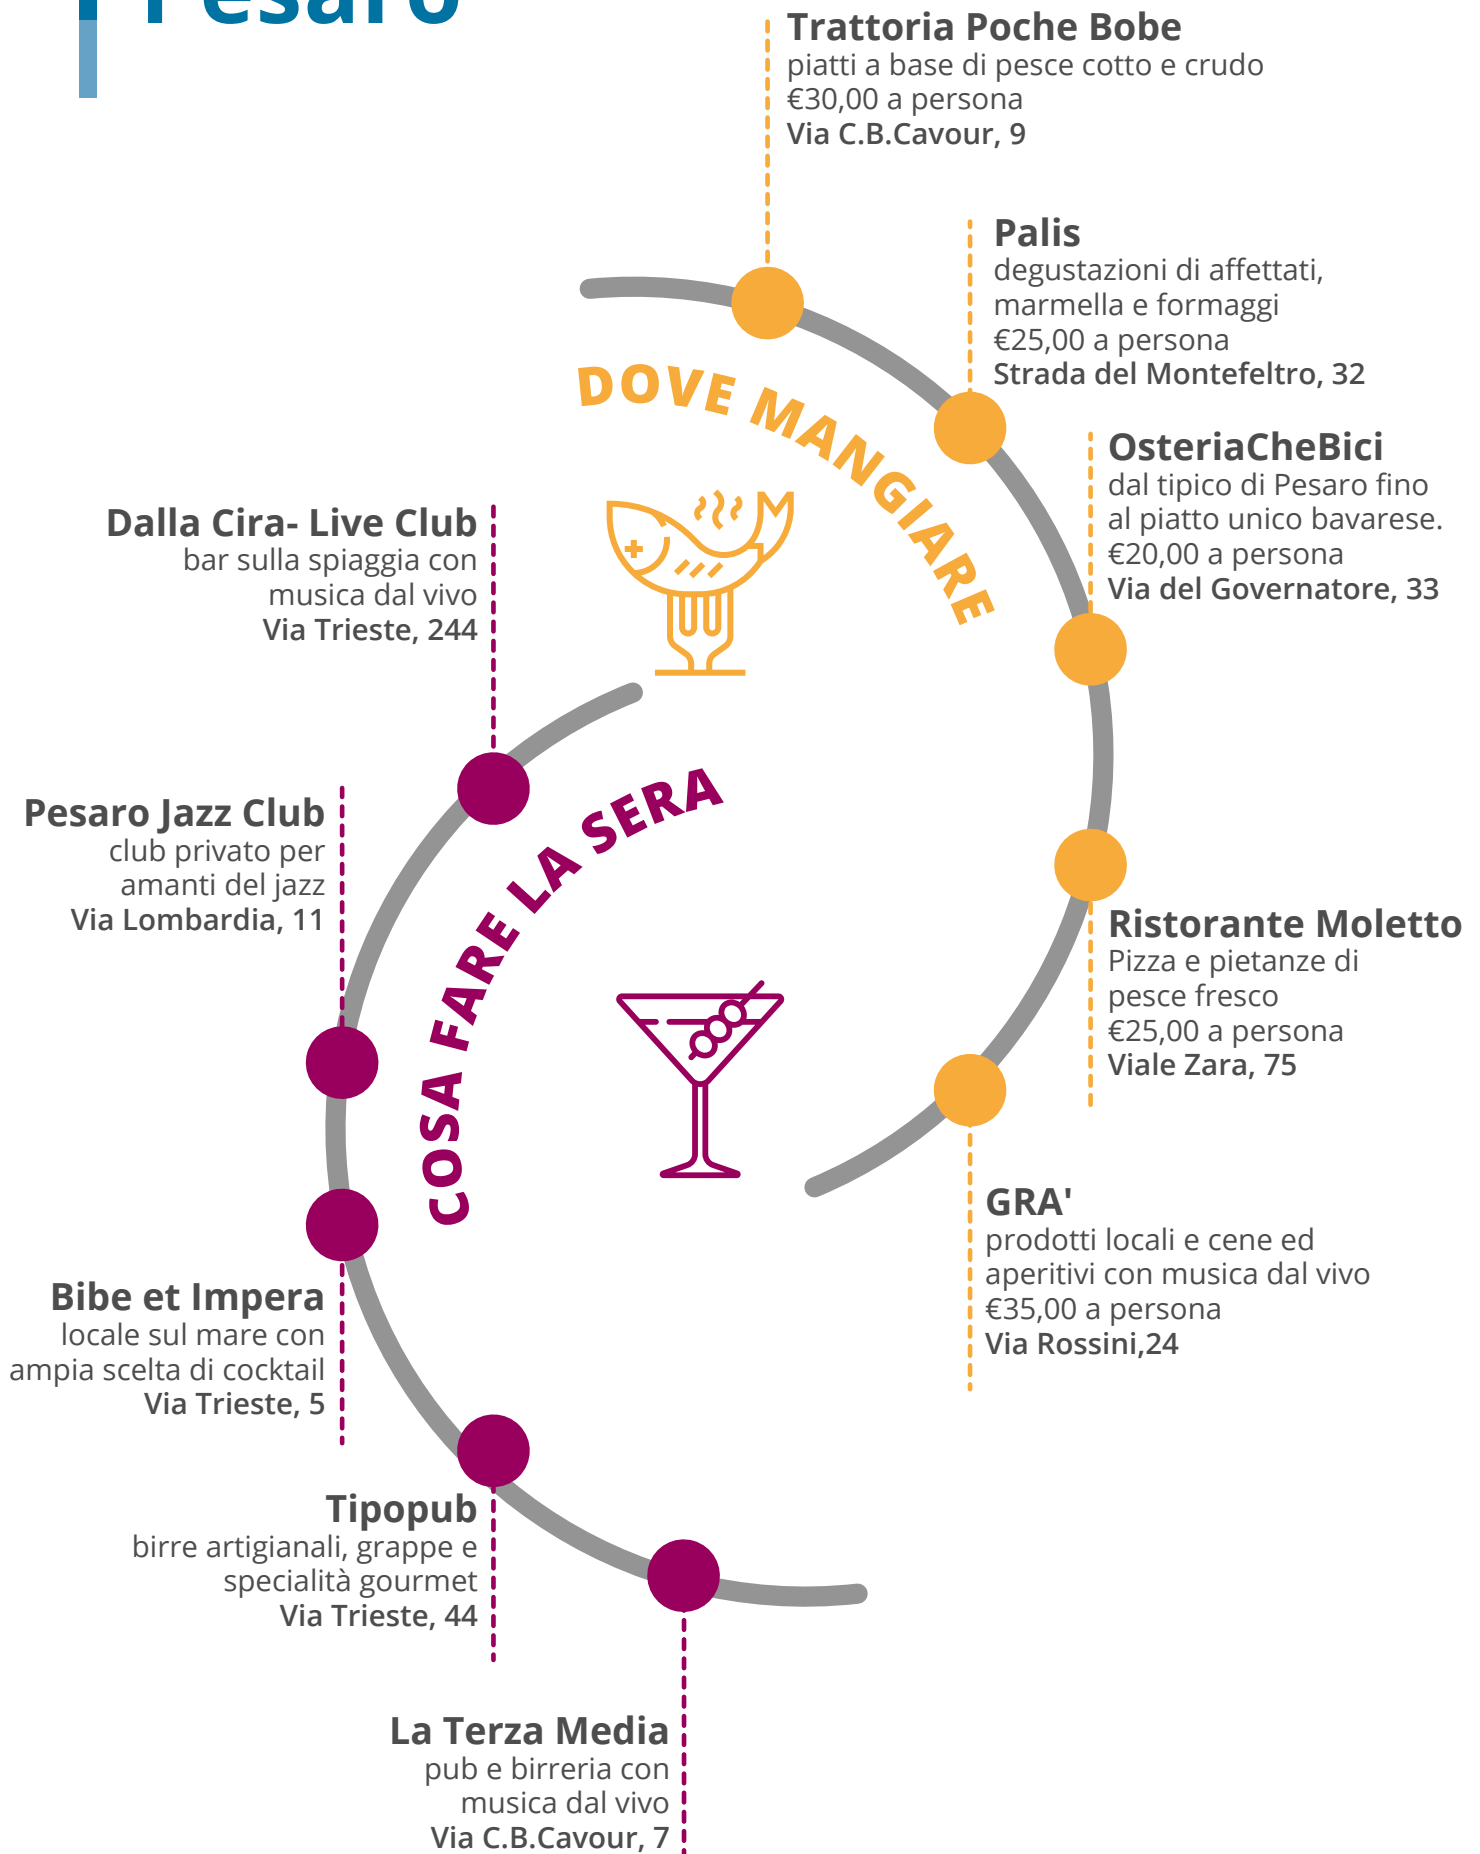 Pesaro
Trattoria Poche Bobe
piatti a base di pesce cotto e crudo
€30,00 a persona
Via C.B.Cavour, 9
Palis
degustazioni di affettati,
marmella e formaggi
€25,00 a persona
Strada del Montefeltro, 32
OsteriaCheBici
dal tipico di Pesaro fino
al piatto unico bavarese.
€20,00 a persona
Via del Governatore, 33
Ristorante Moletto
Pizza e pietanze di
pesce fresco
€25,00 a persona
Viale Zara, 75
GRA'
prodotti locali e cene ed
aperitivi con musica dal vivo
€35,00 a persona
Via Rossini,24
DOVE MANGIARE
Dalla Cira- Live Club
bar sulla spiaggia con
musica dal vivo
Via Trieste, 244
Pesaro Jazz Club
club privato per
amanti del jazz
Via Lombardia, 11
COSA FARE LA SERA
Bibe et Impera
locale sul mare con
ampia scelta di cocktail
Via Trieste, 5
Tipopub
birre artigianali, grappe e
specialità gourmet
Via Trieste, 44
La Terza Media
pub e birreria con
musica dal vivo
Via C.B.Cavour, 7